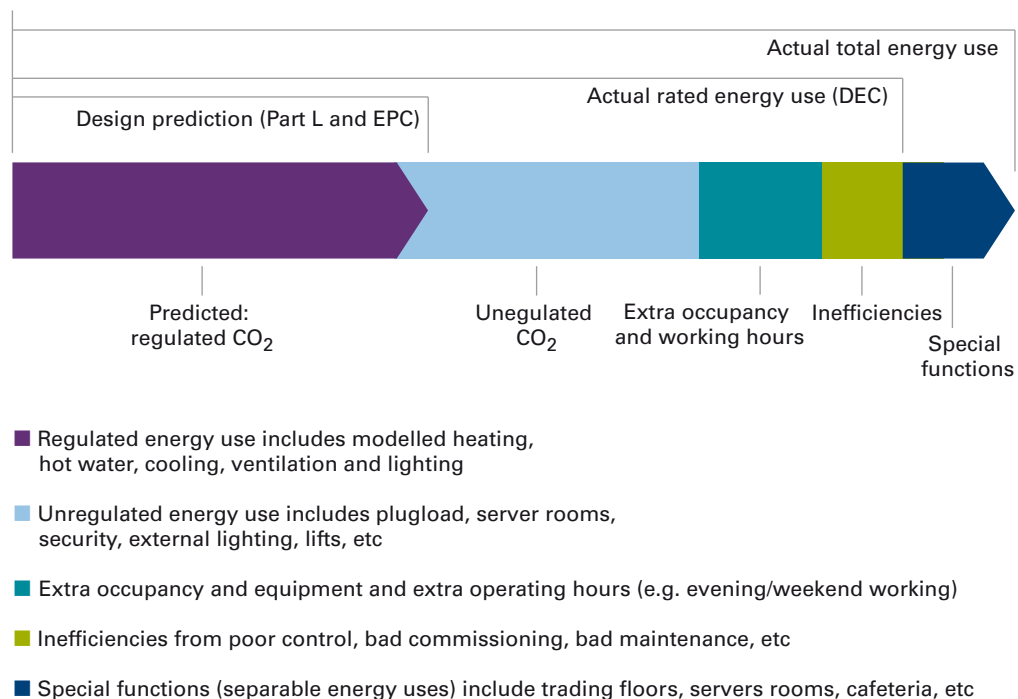 Actual total energy use
Actual rated energy use (DEC)
Design prediction (Part L and EPC)
Predicted:
regulated CO2
Unegulated
CO2
Extra occupancy
and working hours
Inefficiencies
Special
functions
Regulated energy use includes modelled heating,
hot water, cooling, ventilation and lighting
Unregulated energy use includes plugload, server rooms,
security, external lighting, lifts, etc
Extra occupancy and equipment and extra operating hours (e.g. evening/weekend working)
Inefficiencies from poor control, bad commissioning, bad maintenance, etc
Special functions (separable energy uses) include trading floors, servers rooms, cafeteria, etc